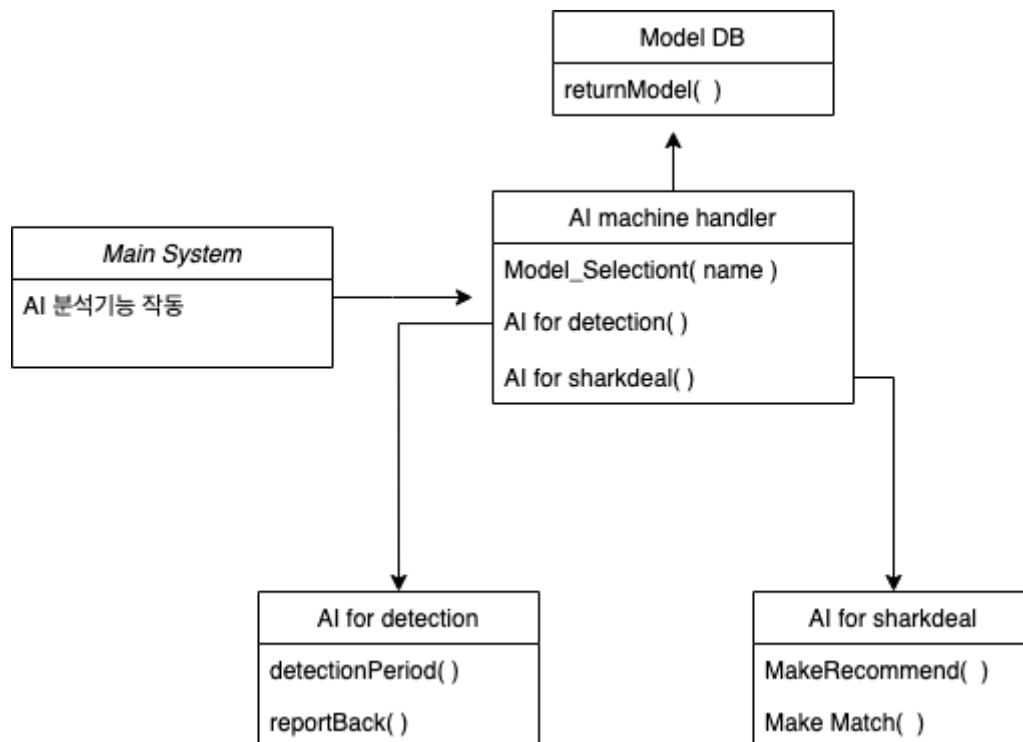 Model DB
returnModel(  )
AI machine handler
Model_Selectiont( name )
AI for detection( )
AI for sharkdeal( )
Main System
AI 분석기능 작동
AI for detection
detectionPeriod( )
reportBack( )
AI for sharkdeal
MakeRecommend(  )
Make Match(  )